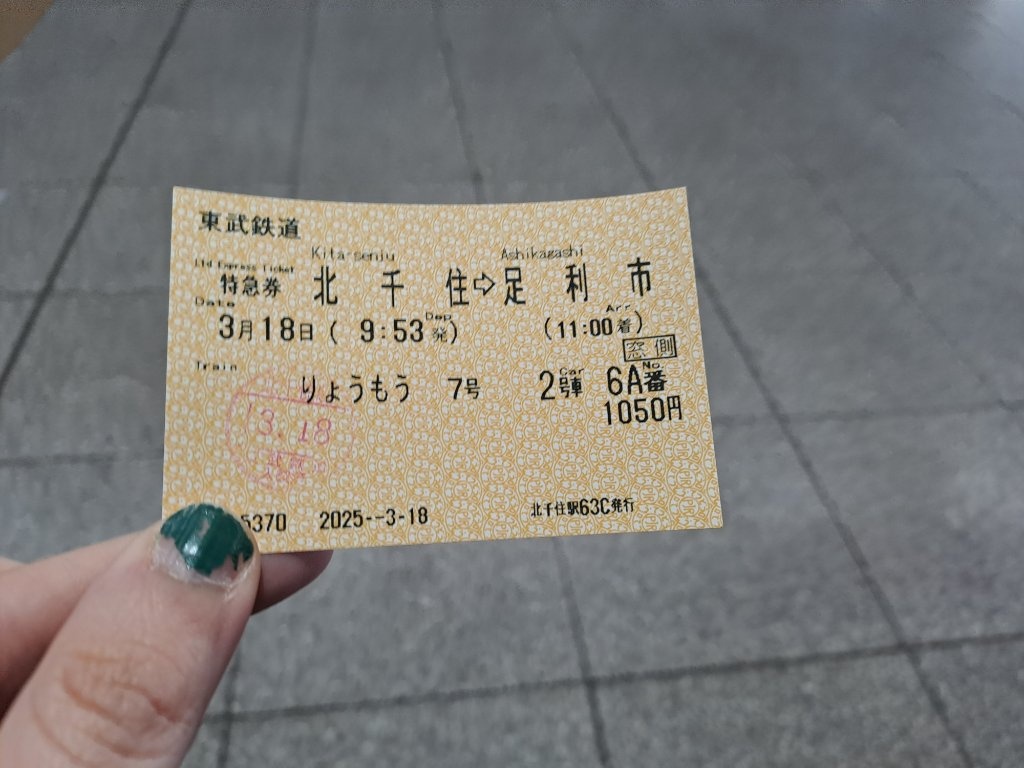 東武鉄道
Kitasenju Ashikagashi
Ltd Express Ticket
特急券 北千住⇨足利市
Date Dep Arr
3月18日( 9:53発) (11:00着)
窓側
Train Car No
りょうもう 7号 2号車 6A番
1050円
3.18
5370 2025--3-18 北千住駅63C発行